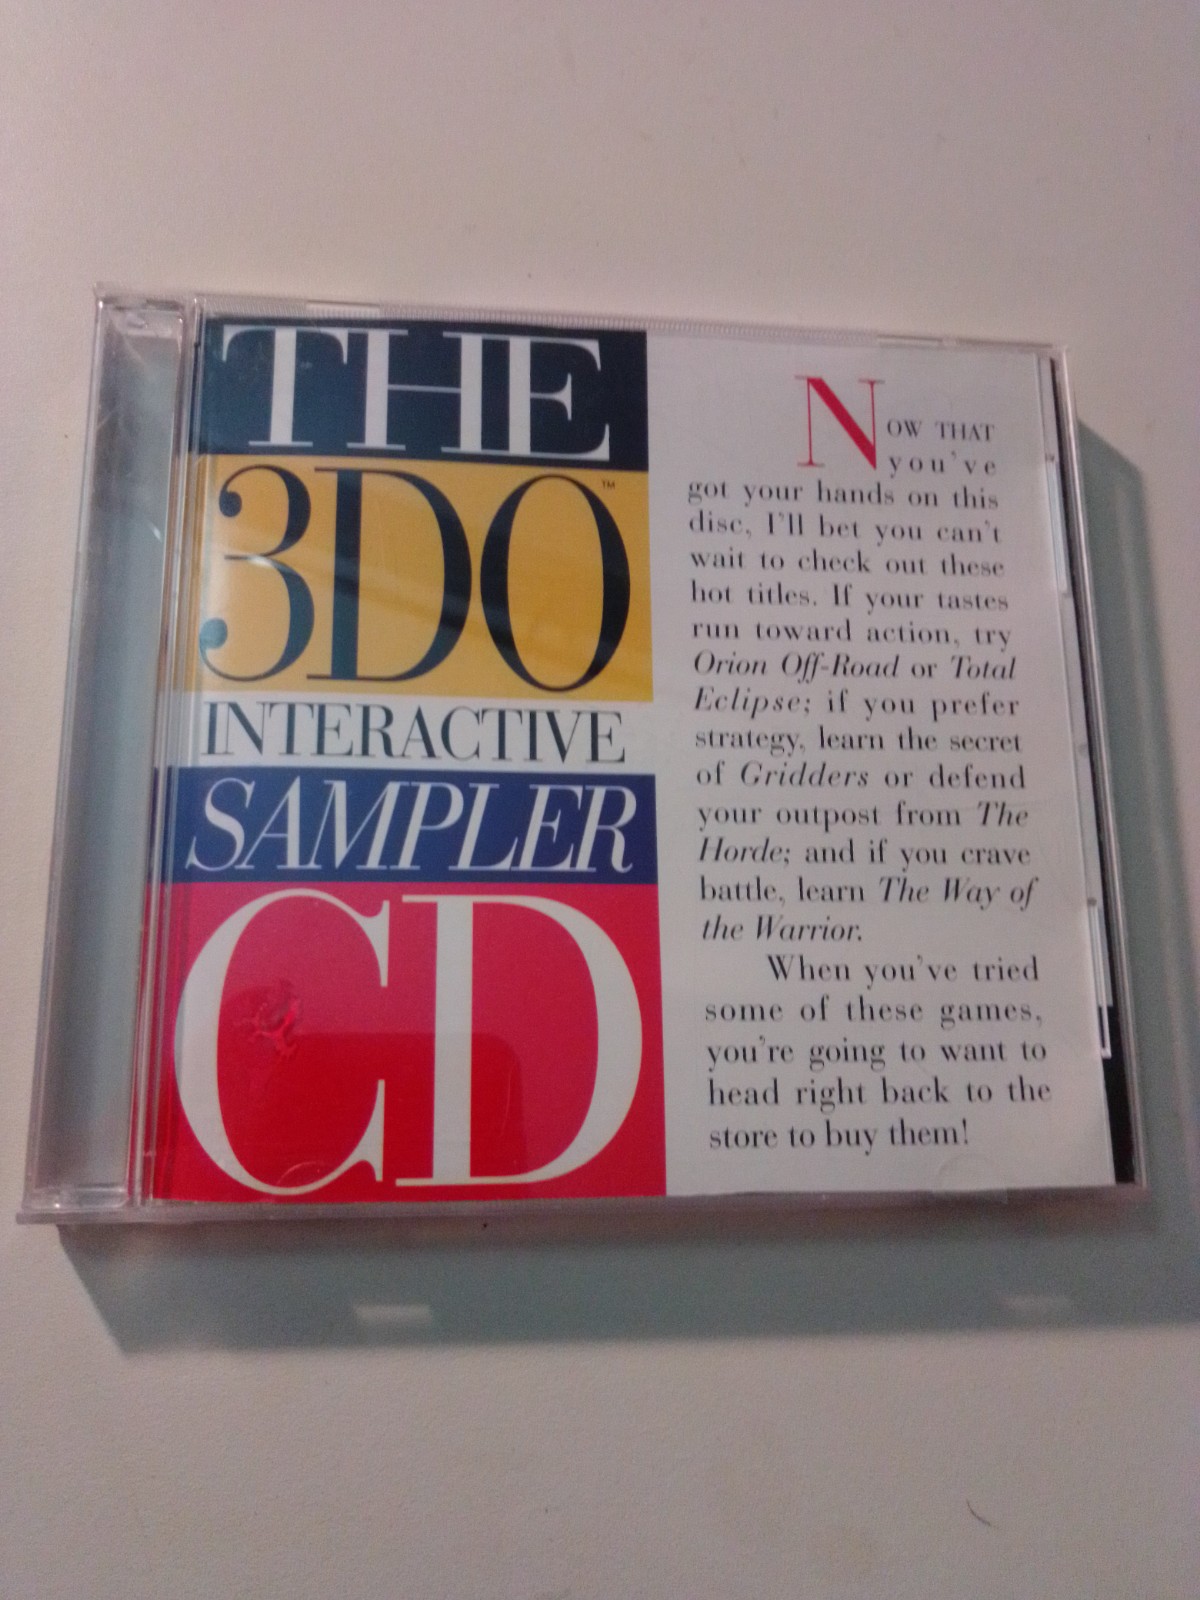 THE
3DO™
INTERACTIVE
SAMPLER
CD
NOW THAT
you've
got your hands on this
disc, I'll bet you can't
wait to check out these
hot titles. If your tastes
run toward action, try
Orion Off-Road or Total
Eclipse; if you prefer
strategy, learn the secret
of Gridders or defend
your outpost from The
Horde; and if you crave
battle, learn The Way of
the Warrior.
When you've tried
some of these games,
you're going to want to
head right back to the
store to buy them!